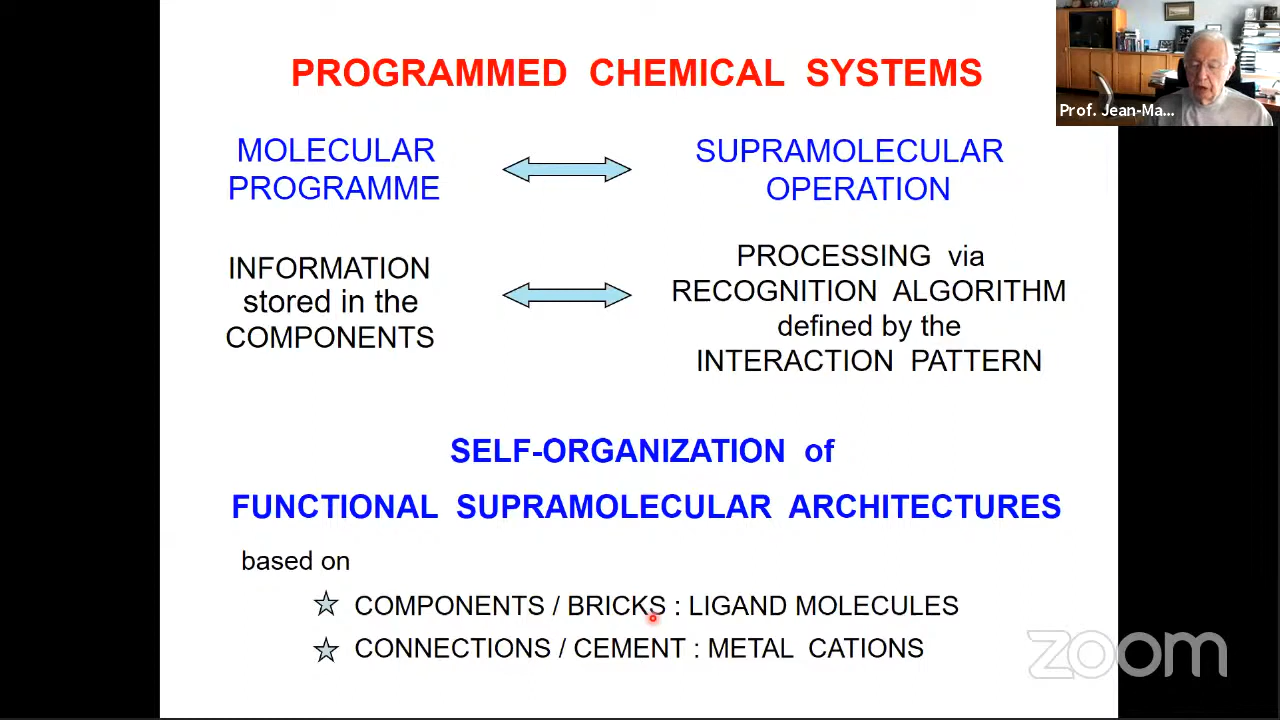 PROGRAMMED CHEMICAL SYSTEMS
Prof. Jean-Ma...
MOLECULAR
PROGRAMME
SUPRAMOLECULAR
OPERATION
INFORMATION
stored in the
COMPONENTS
PROCESSING via
RECOGNITION ALGORITHM
defined by the
INTERACTION PATTERN
SELF-ORGANIZATION of
FUNCTIONAL SUPRAMOLECULAR ARCHITECTURES
based on
COMPONENTS / BRICKS : LIGAND MOLECULES
CONNECTIONS / CEMENT : METAL CATIONS
zoom